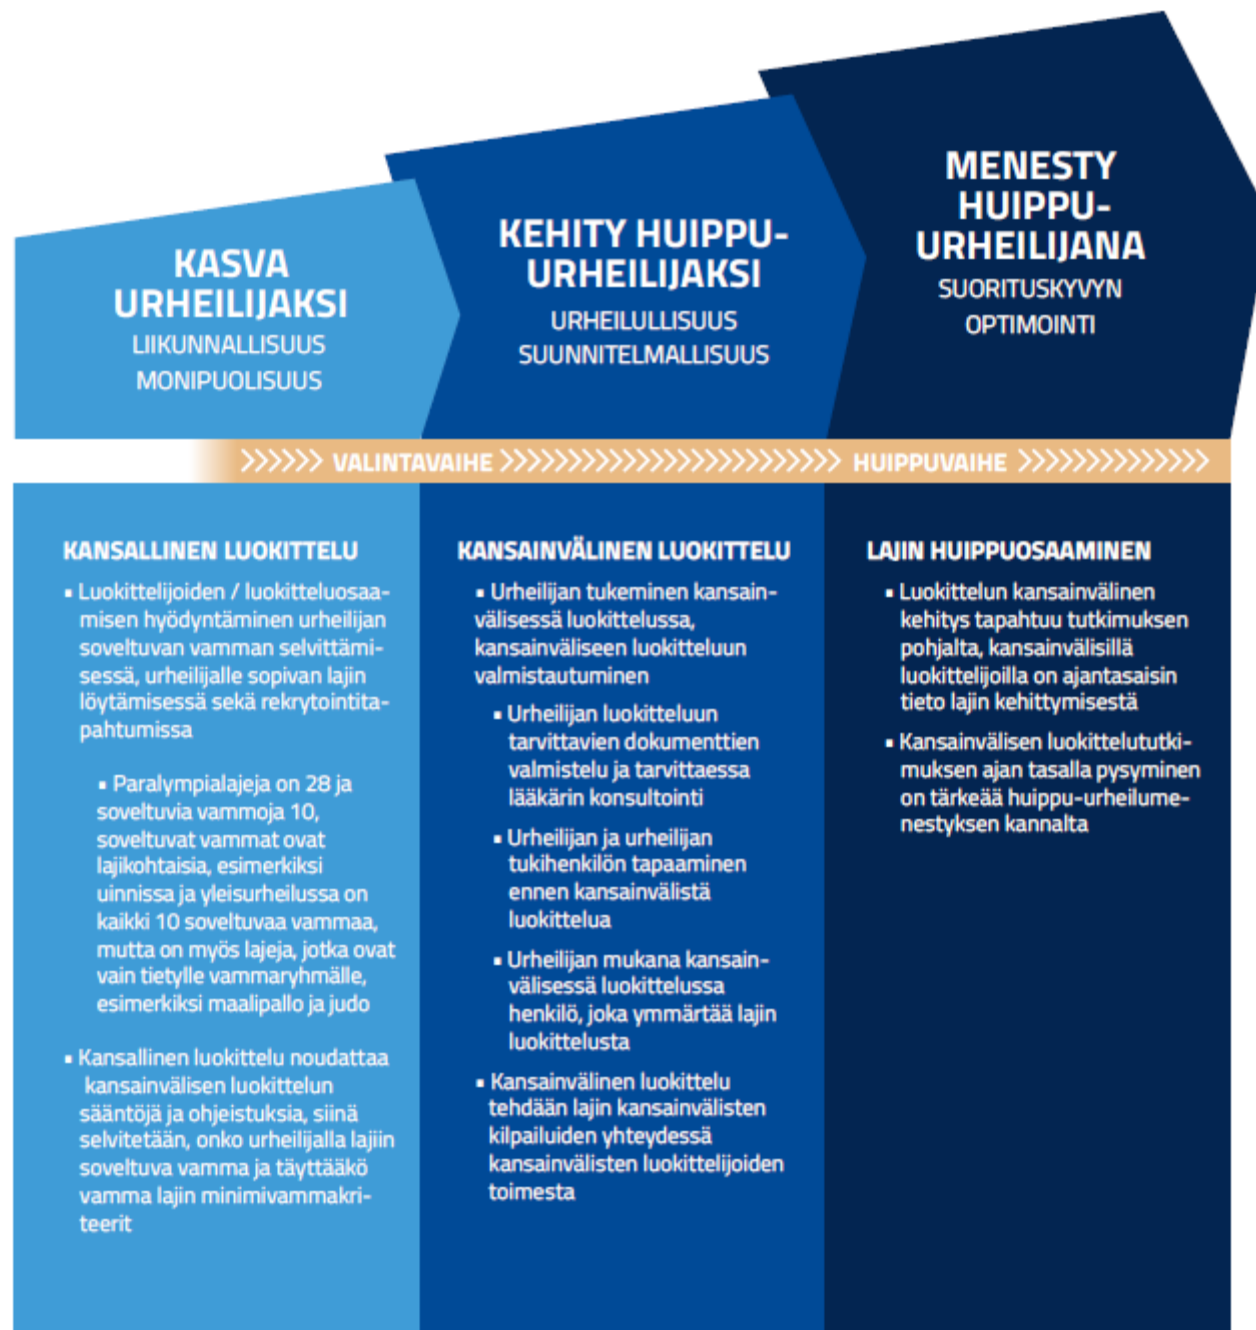 KASVA
URHEILIJAKSI
LIIKUNNALLISUUS
MONIPUOLISUUS
KEHITY HUIPPU-
URHEILIJAKSI
URHEILULLISUUS
SUUNNITELMALLISUUS
MENESTY
HUIPPU-
URHEILIJANA
SUORITUSKYVYN
OPTIMOINTI
VALINTAVAIHE
HUIPPUVAIHE
KANSALLINEN LUOKITTELU
▪ Luokittelijoiden / luokitteluosaa-
misen hyödyntäminen urheilijan
soveltuvan vamman selvittämi-
sessä, urheilijalle sopivan lajin
löytämisessä sekä rekrytointita-
pahtumissa
▪ Paralympialajeja on 28 ja
soveltuvia vammoja 10,
soveltuvat vammat ovat
lajikohtaisia, esimerkiksi
uinnissa ja yleisurheilussa on
kaikki 10 soveltuvaa vammaa,
mutta on myös lajeja, jotka ovat
vain tietylle vammaryhmälle,
esimerkiksi maalipallo ja judo
▪ Kansallinen luokittelu noudattaa
kansainvälisen luokittelun
sääntöjä ja ohjeistuksia, siinä
selvitetään, onko urheilijalla lajiin
soveltuva vamma ja täyttääkö
vamma lajin minimivammakri-
teerit
KANSAINVÄLINEN LUOKITTELU
▪ Urheilijan tukeminen kansain-
välisessä luokittelussa,
kansainväliseen luokitteluun
valmistautuminen
▪ Urheilijan luokitteluun
tarvittavien dokumenttien
valmistelu ja tarvittaessa
lääkärin konsultointi
▪ Urheilijan ja urheilijan
tukihenkilön tapaaminen
ennen kansainvälistä
luokittelua
▪ Urheilijan mukana kansain-
välisessä luokittelussa
henkilö, joka ymmärtää lajin
luokittelusta
▪ Kansainvälinen luokittelu
tehdään lajin kansainvälisten
kilpailuiden yhteydessä
kansainvälisten luokittelijoiden
toimesta
LAJIN HUIPPUOSAAMINEN
▪ Luokittelun kansainvälinen
kehitys tapahtuu tutkimuksen
pohjalta, kansainvälisillä
luokittelijoilla on ajantasaisin
tieto lajin kehittymisestä
▪ Kansainvälisen luokittelututki-
muksen ajan tasalla pysyminen
on tärkeää huippu-urheilume-
nestyksen kannalta